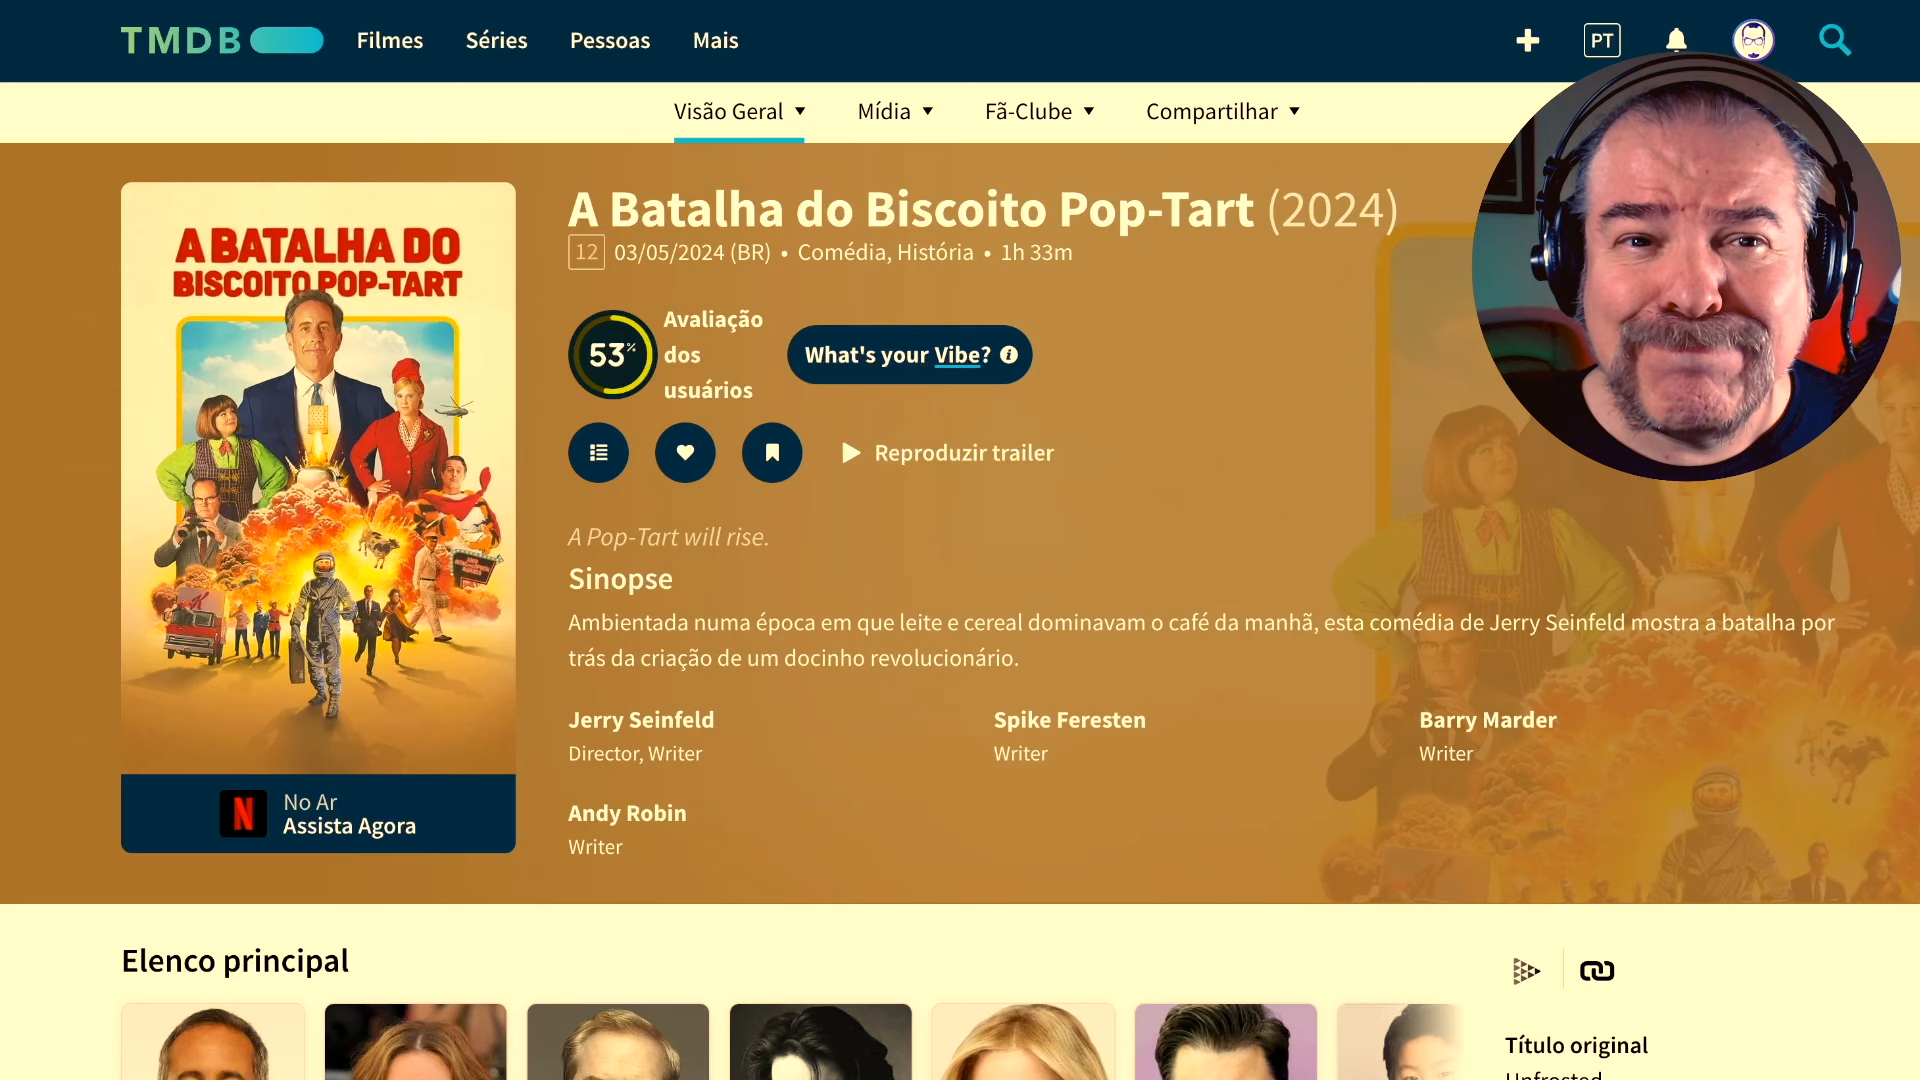 TMDB
Filmes
Séries
Pessoas
Mais
PT
Visão Geral
Mídia
Fã-Clube
Compartilhar
A BATALHA DO
BISCOITO POP-TART
N
No Ar
Assista Agora
A Batalha do Biscoito Pop-Tart (2024)
12 03/05/2024 (BR) • Comédia, História • 1h 33m
53%
Avaliação
dos
usuários
What's your Vibe?
Reproduzir trailer
A Pop-Tart will rise.
Sinopse
Ambientada numa época em que leite e cereal dominavam o café da manhã, esta comédia de Jerry Seinfeld mostra a batalha por
trás da criação de um docinho revolucionário.
Jerry Seinfeld
Director, Writer
Spike Feresten
Writer
Barry Marder
Writer
Andy Robin
Writer
Elenco principal
Título original
Unfrosted